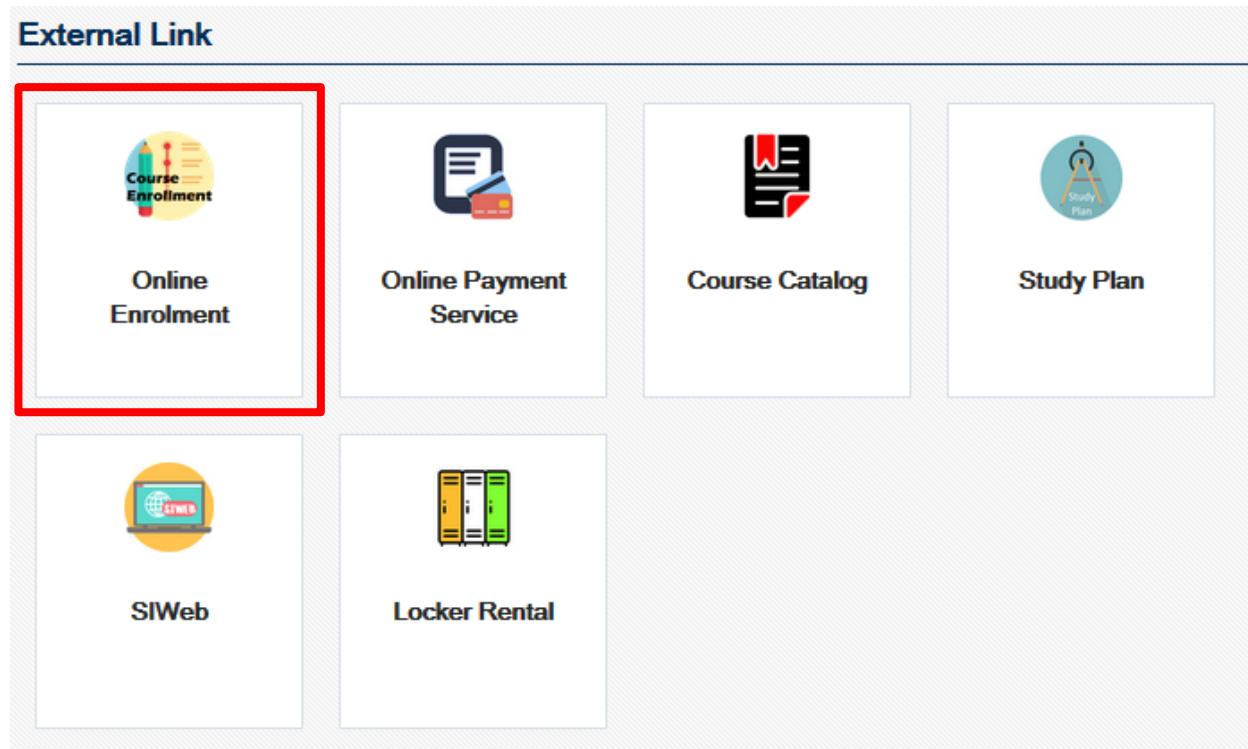 External Link
Course
Enrollment
Online
Enrolment
Online Payment
Service
Course Catalog
Study
Plan
Study Plan
SIWEB
SIWeb
Locker Rental